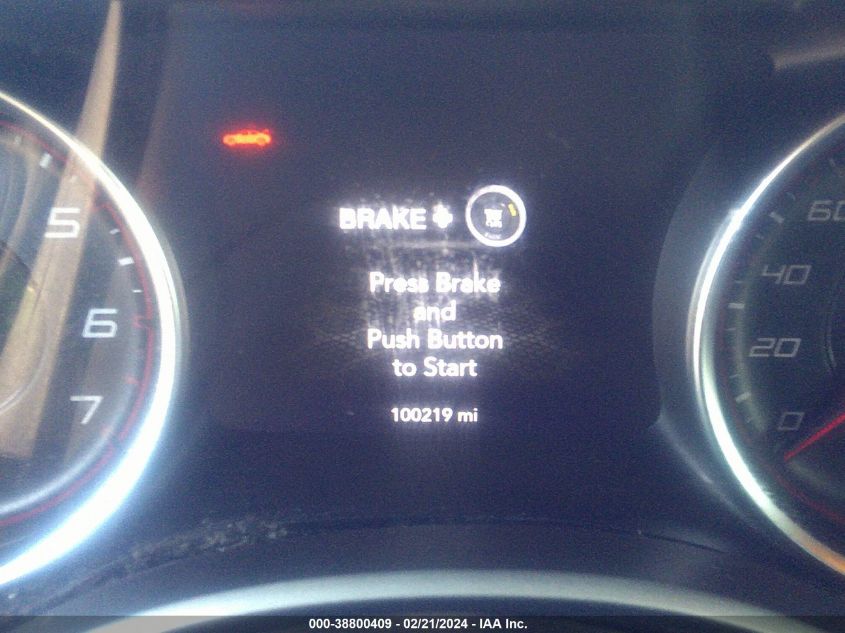 BRAKE +
Press Brake
and
Push Button
to Start
100219 mi
5
6
7
60
40
20
0
000-38800409 - 02/21/2024 - IAA Inc.